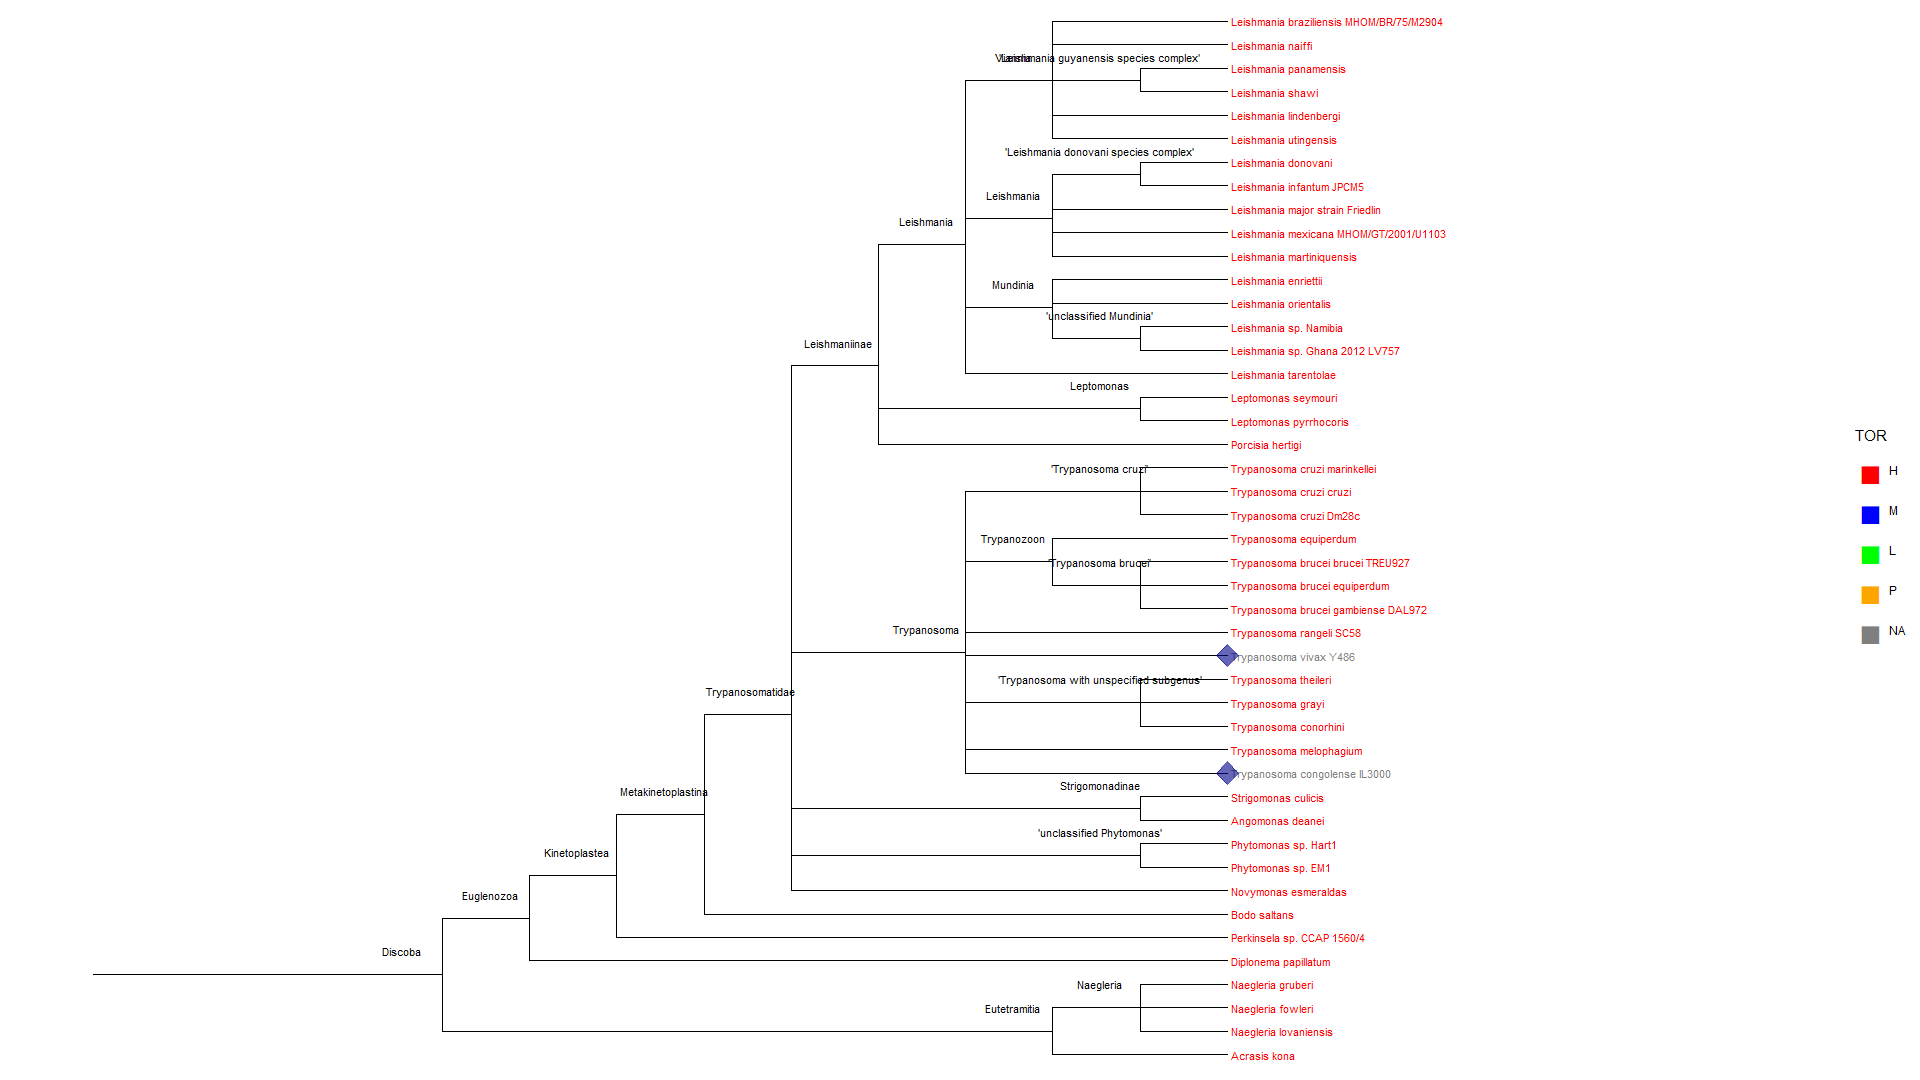 Leishmania braziliensis MHOM/BR/75/M2904
Leishmania naiffi
Viannia
'Leishmania guyanensis species complex'
Leishmania panamensis
Leishmania shawi
Leishmania lindenbergi
Leishmania utingensis
'Leishmania donovani species complex'
Leishmania donovani
Leishmania infantum JPCM5
Leishmania
Leishmania major strain Friedlin
Leishmania
Leishmania mexicana MHOM/GT/2001/U1103
Leishmania martiniquensis
Mundinia
Leishmania enriettii
Leishmania orientalis
'unclassified Mundinia'
Leishmania sp. Namibia
Leishmaniinae
Leishmania sp. Ghana 2012 LV757
Leishmania tarentolae
Leptomonas
Leptomonas seymouri
Leptomonas pyrrhocoris
Porcisia hertigi
'Trypanosoma cruzi'
Trypanosoma cruzi marinkellei
Trypanosoma cruzi cruzi
Trypanosoma cruzi Dm28c
Trypanozoon
Trypanosoma equiperdum
'Trypanosoma brucei'
Trypanosoma brucei brucei TREU927
Trypanosoma brucei equiperdum
Trypanosoma brucei gambiense DAL972
Trypanosoma
Trypanosoma rangeli SC58
Trypanosoma vivax Y486
'Trypanosoma with unspecified subgenus'
Trypanosoma theileri
Trypanosomatidae
Trypanosoma grayi
Trypanosoma conorhini
Trypanosoma melophagium
Trypanosoma congolense IL3000
Strigomonadinae
Metakinetoplastina
Strigomonas culicis
Angomonas deanei
'unclassified Phytomonas'
Phytomonas sp. Hart1
Kinetoplastea
Phytomonas sp. EM1
Euglenozoa
Novymonas esmeraldas
Bodo saltans
Perkinsela sp. CCAP 1560/4
Discoba
Diplonema papillatum
Naegleria
Naegleria gruberi
Eutetramitia
Naegleria fowleri
Naegleria lovaniensis
Acrasis kona
TOR
H
M
L
P
NA